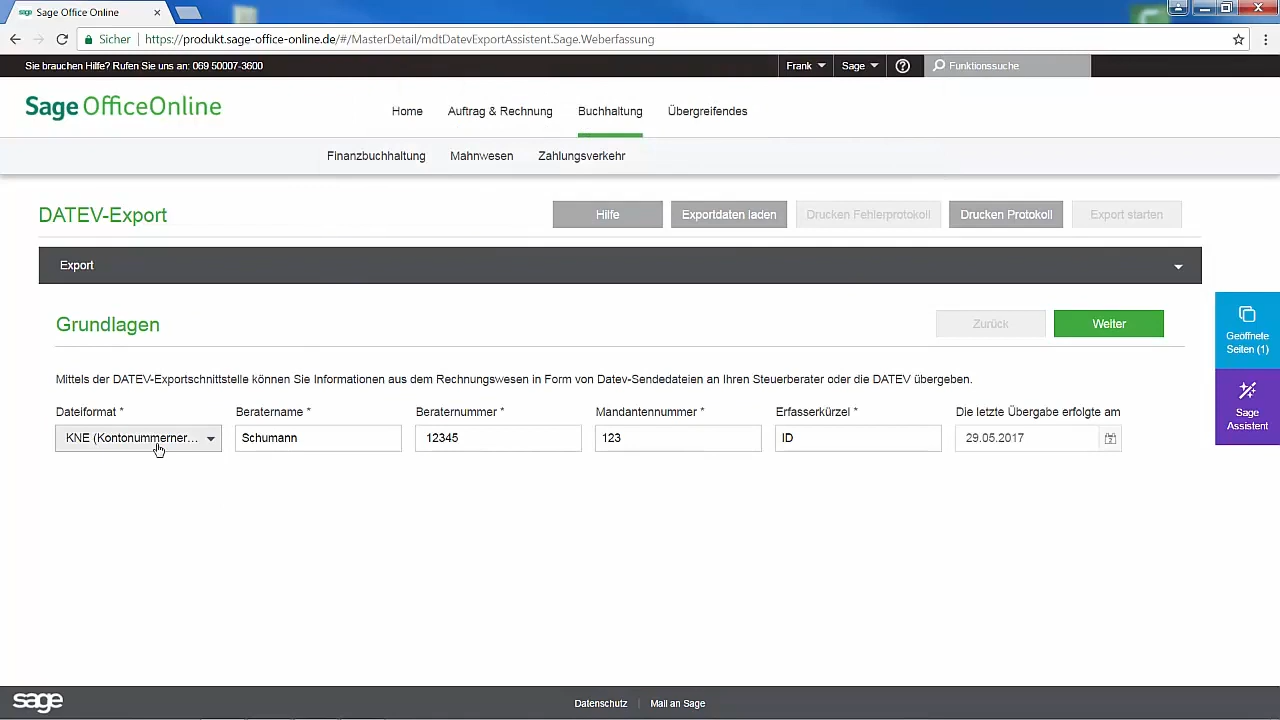 Sage Office Online
Sicher https://produkt.sage-office-online.de/#/MasterDetail/mdtDatevExportAssistent.Sage.Weberfassung
Sie brauchen Hilfe? Rufen Sie uns an: 069 50007-3600 Frank Sage Funktionssuche
Sage OfficeOnline Home Auftrag & Rechnung Buchhaltung Übergreifendes
Finanzbuchhaltung Mahnwesen Zahlungsverkehr
DATEV-Export Hilfe Exportdaten laden Drucken Fehlerprotokoll Drucken Protokoll Export starten
Export
Grundlagen Zurück Weiter
Geöffnete
Seiten (1)
Mittels der DATEV-Exportschnittstelle können Sie Informationen aus dem Rechnungswesen in Form von Datev-Sendedateien an Ihren Steuerberater oder die DATEV übergeben.
Dateiformat * Beratername * Beraternummer * Mandantennummer * Erfasserkürzel * Die letzte Übergabe erfolgte am
KNE (Kontonummerner... Schumann 12345 123 ID 29.05.2017
Sage
Assistent
sage Datenschutz Mail an Sage